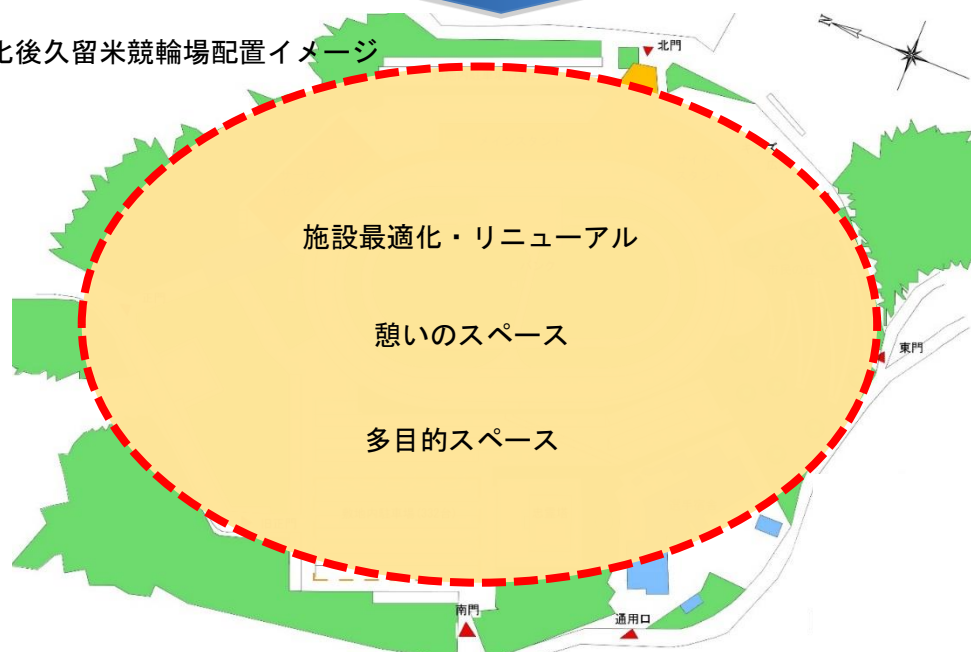 化後久留米競輪場配置イメージ
北門
N
施設最適化・リニューアル
憩いのスペース
東門
多目的スペース
南門
通用口